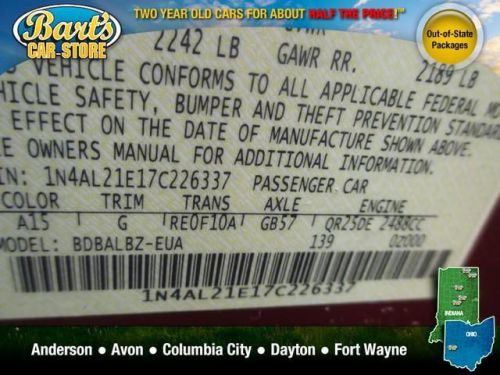 Bart's
CAR-STORE
TWO YEAR OLD CARS FOR ABOUT HALF THE PRICE!
Out-of-State
Packages
2242 LB
GAWR RR.
2189 LB
VEHICLE CONFORMS TO ALL APPLICABLE FEDERAL
VEHICLE SAFETY, BUMPER AND THEFT PREVENTION
EFFECT ON THE DATE OF MANUFACTURE SHOWN ABOVE.
OWNERS MANUAL FOR ADDITIONAL INFORMATION.
1N4AL21E17C226337 PASSENGER CAR
COLOR TRIM TRANS AXLE ENGINE
A15 G RE0F10A GB57 QR25DE 2488CC
MODEL: BDBALBZ-EUA 139 0Z000
1N4AL21E17C226337
INDIANA
OHIO
Anderson ● Avon ● Columbia City ● Dayton ● Fort Wayne